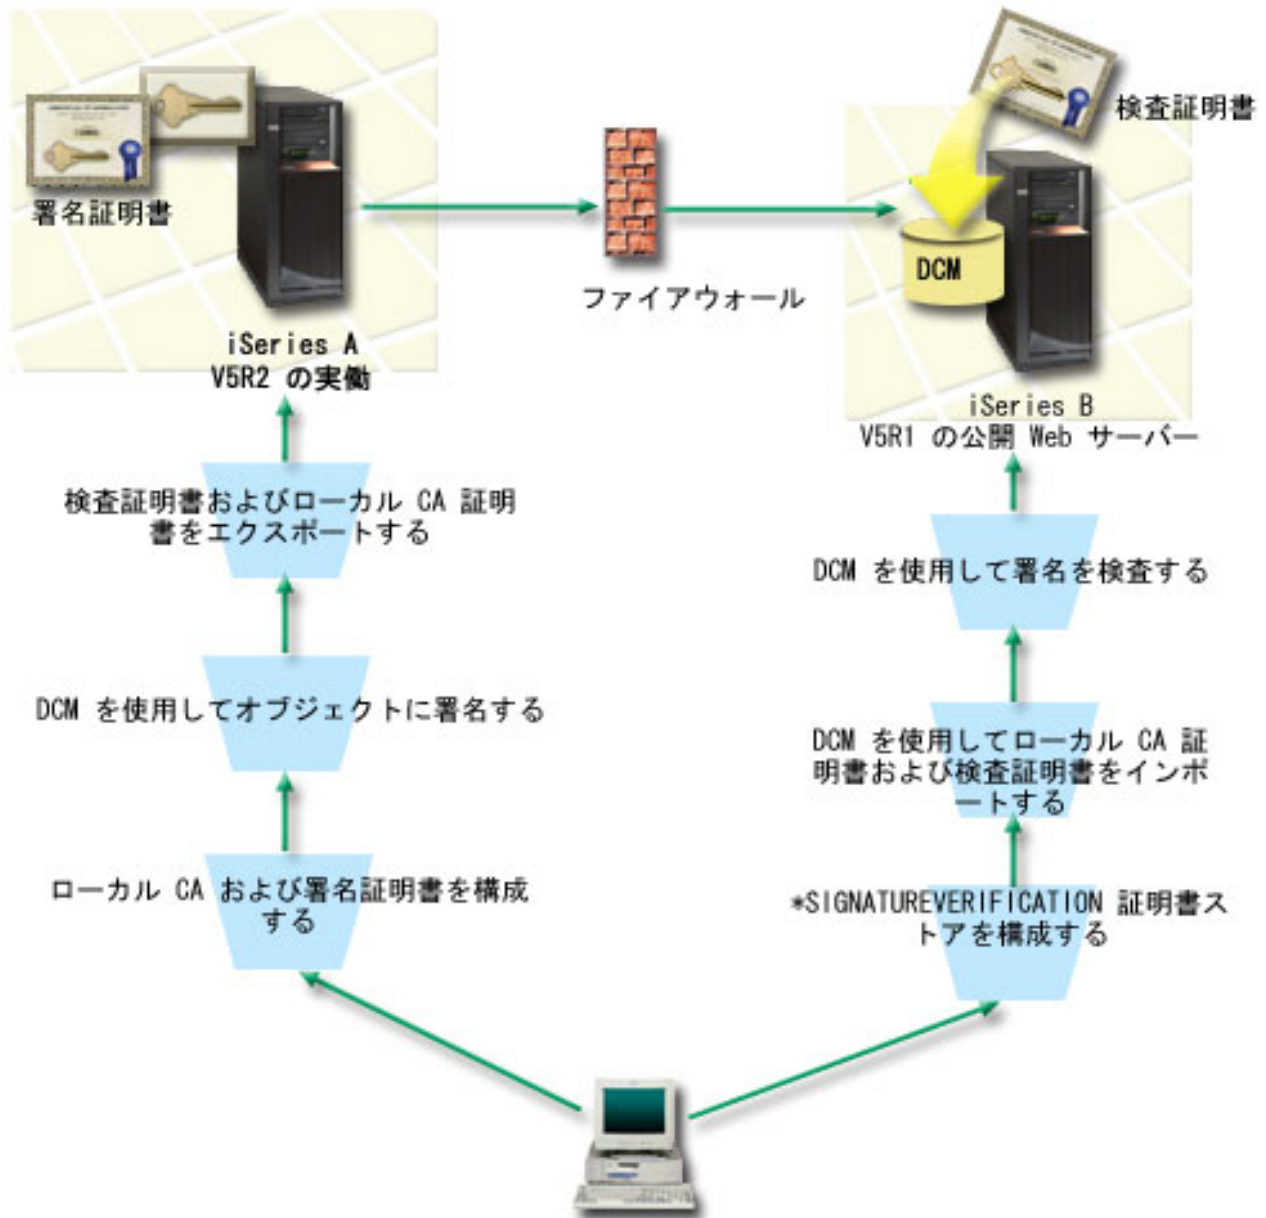 署名証明書
検査証明書
DCM
ファイアウォール
iSeries A
V5R2 の実働
iSeries B
V5R1 の公開 Web サーバー
検査証明書およびローカル CA 証明
書をエクスポートする
DCM を使用してオブジェクトに署名する
ローカル CA および署名証明書を構成
する
DCM を使用して署名を検査する
DCM を使用してローカル CA 証
明書および検査証明書をインポ
ートする
*SIGNATUREVERIFICATION 証明書ス
トアを構成する